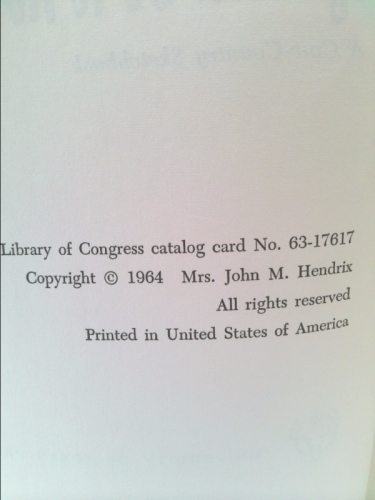 Library of Congress catalog card No. 63-17617
Copyright © 1964 Mrs. John M. Hendrix
All rights reserved
Printed in United States of America